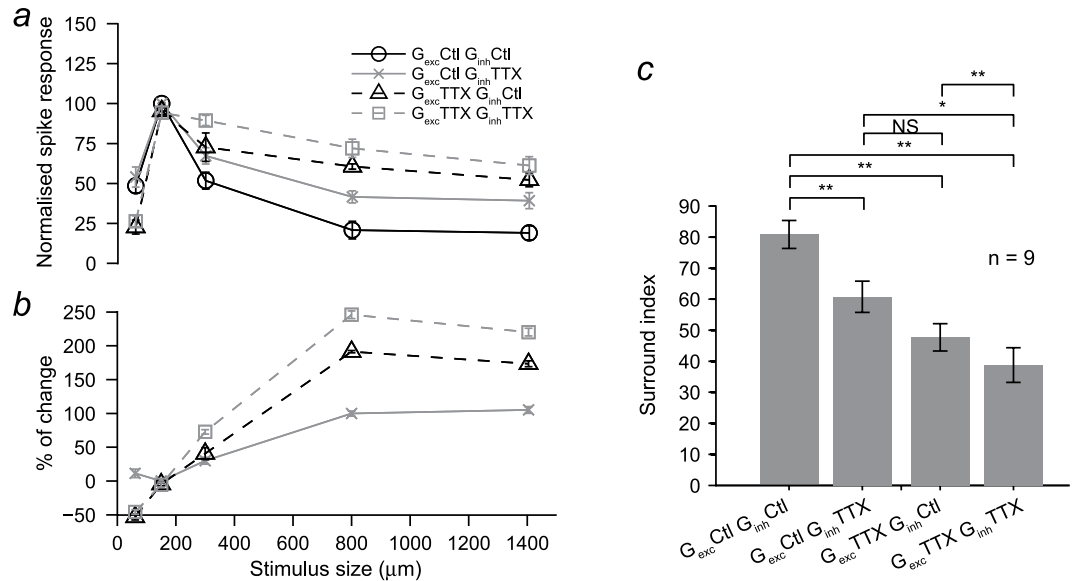 a
150
125
100
75
50
25
0
Normalised spike response
GexcCtl GinhCtl
GexcCtl GinhTTX
GexcTTX GinhCtl
GexcTTX GinhTTX
b
250
200
150
100
50
0
−50
% of change
0 200 400 600 800 1000 1200 1400
Stimulus size (μm)
c
**
*
NS
**
**
**
n = 9
90
80
70
60
50
40
30
20
10
0
Surround index
GexcCtl GinhCtl
GexcCtl GinhTTX
GexcTTX GinhCtl
GexcTTX GinhTTX